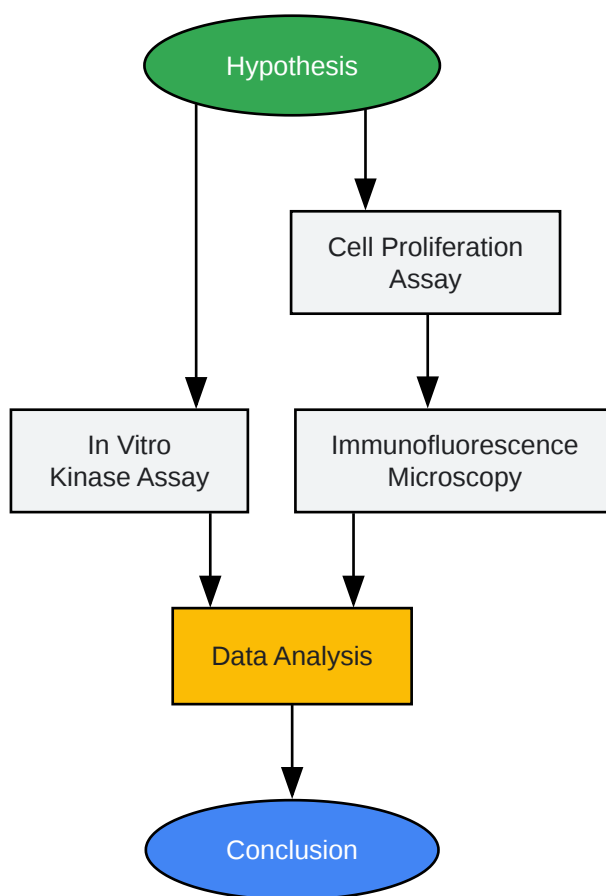 Hypothesis
Cell Proliferation
Assay
In Vitro
Kinase Assay
Immunofluorescence
Microscopy
Data Analysis
Conclusion